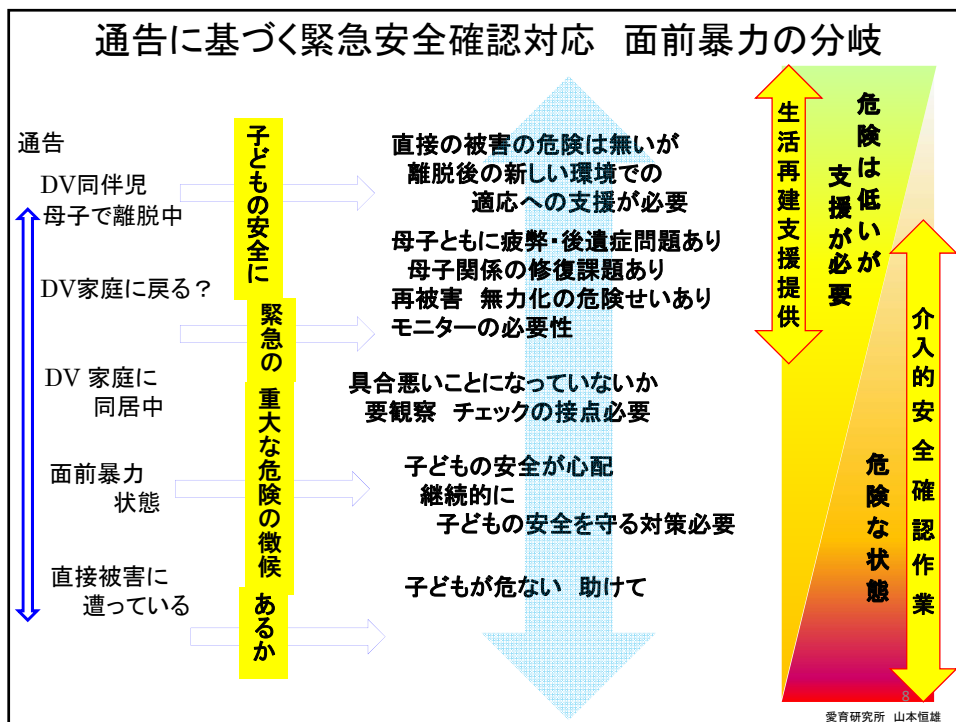 通告に基づく緊急安全確認対応　面前暴力の分岐
通告
DV同伴児
母子で離脱中
DV家庭に戻る？
DV 家庭に
同居中
面前暴力
状態
直接被害に
遭っている
子どもの安全に
緊急の
重大な危険の徴候
あるか
直接の被害の危険は無いが
離脱後の新しい環境での
適応への支援が必要
母子ともに疲弊・後遺症問題あり
母子関係の修復課題あり
再被害　無力化の危険せいあり
モニターの必要性
具合悪いことになっていないか
要観察　チェックの接点必要
子どもの安全が心配
継続的に
子どもの安全を守る対策必要
子どもが危ない　助けて
生活再建支援提供
危険は低いが
支援が必要
危険な状態
介入的安全確認作業
8
愛育研究所　山本恒雄